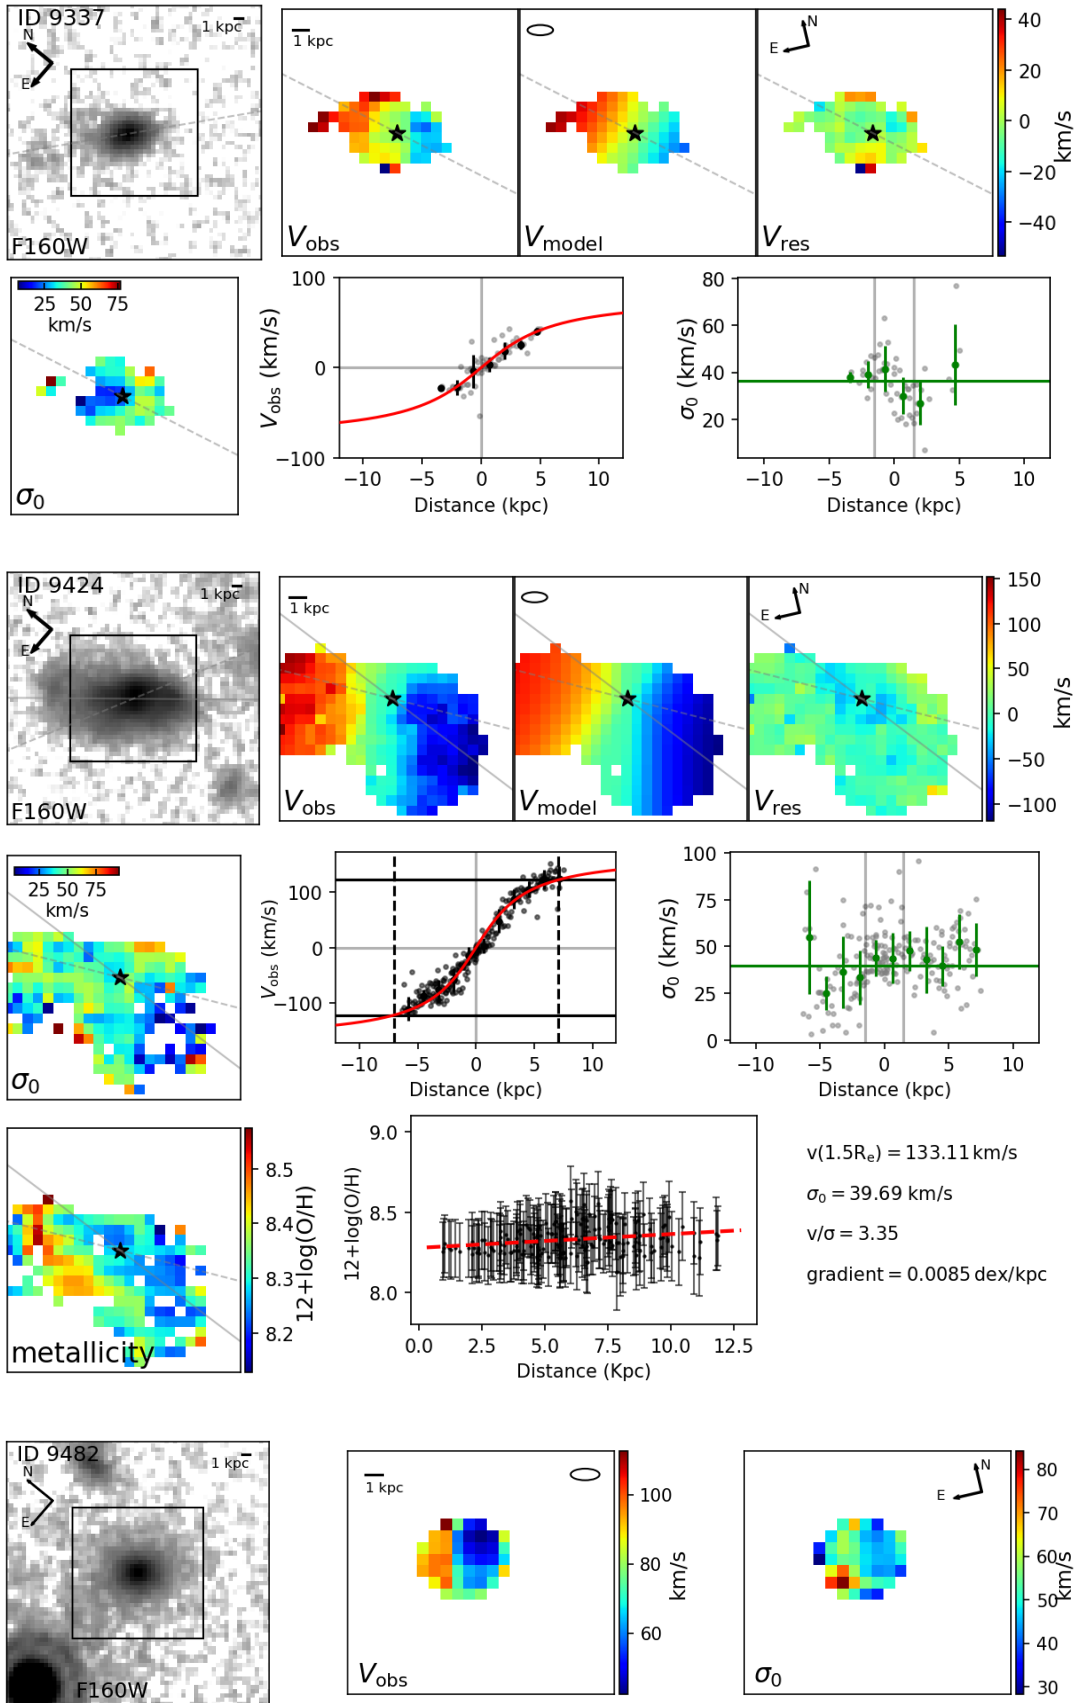 ID 9337
1 kpc
N
E
F160W
1 kpc
V_obs
V_model
N
E
V_res
40
20
0
−20
−40
km/s
25 50 75
km/s
σ₀
100
0
−100
V_obs (km/s)
−10 −5 0 5 10
Distance (kpc)
80
60
40
20
σ₀ (km/s)
−10 −5 0 5 10
Distance (kpc)
ID 9424
1 kpc
N
E
F160W
1 kpc
V_obs
V_model
N
E
V_res
150
100
50
0
−50
−100
km/s
25 50 75
km/s
σ₀
100
0
−100
V_obs (km/s)
−10 −5 0 5 10
Distance (kpc)
100
75
50
25
0
σ₀ (km/s)
−10 −5 0 5 10
Distance (kpc)
metallicity
8.5
8.4
8.3
8.2
12+log(O/H)
9.0
8.5
8.0
12+log(O/H)
0.0 2.5 5.0 7.5 10.0 12.5
Distance (Kpc)
v(1.5R_e) = 133.11 km/s
σ₀ = 39.69 km/s
v/σ = 3.35
gradient = 0.0085 dex/kpc
ID 9482
1 kpc
N
E
F160W
1 kpc
V_obs
100
80
60
km/s
N
E
σ₀
80
70
60
50
40
30
km/s